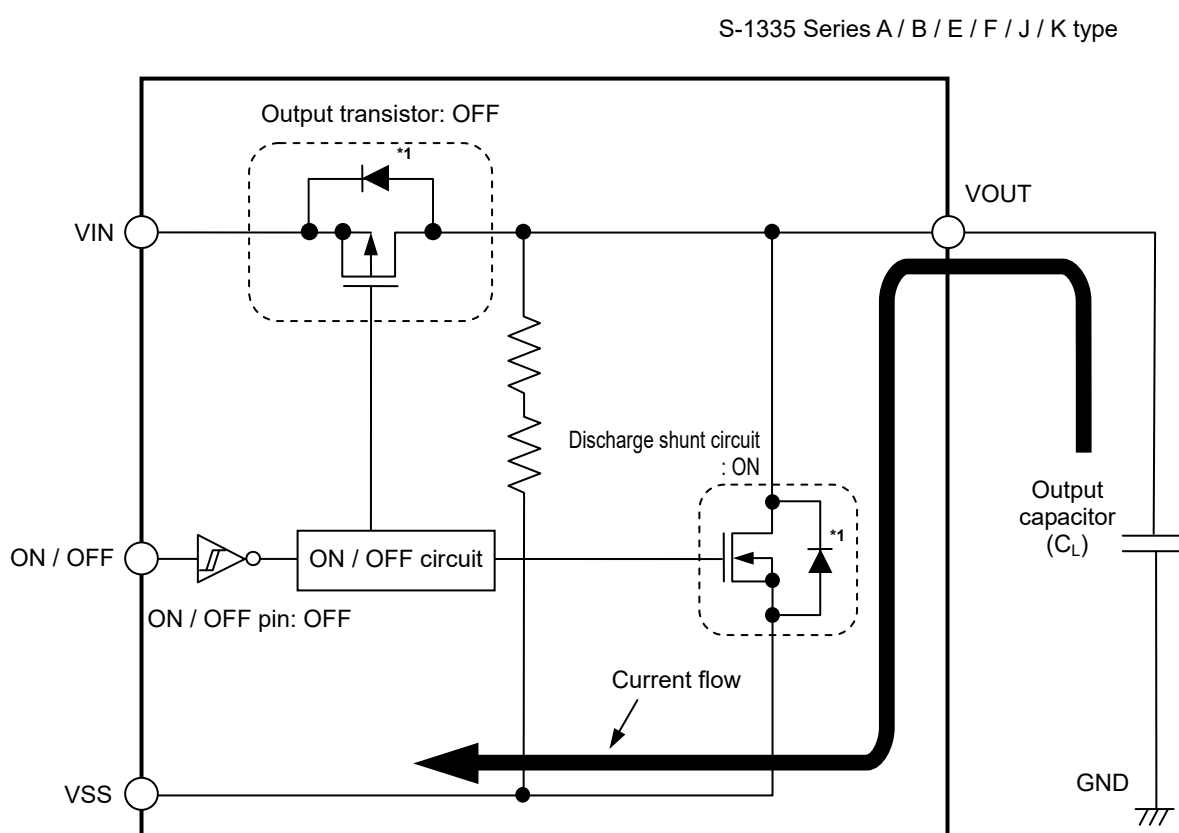 S-1335 Series A / B / E / F / J / K type
Output transistor: OFF
*1
VIN
VOUT
Discharge shunt circuit
: ON
*1
Output
capacitor
(CL)
ON / OFF
ON / OFF circuit
ON / OFF pin: OFF
Current flow
VSS
GND